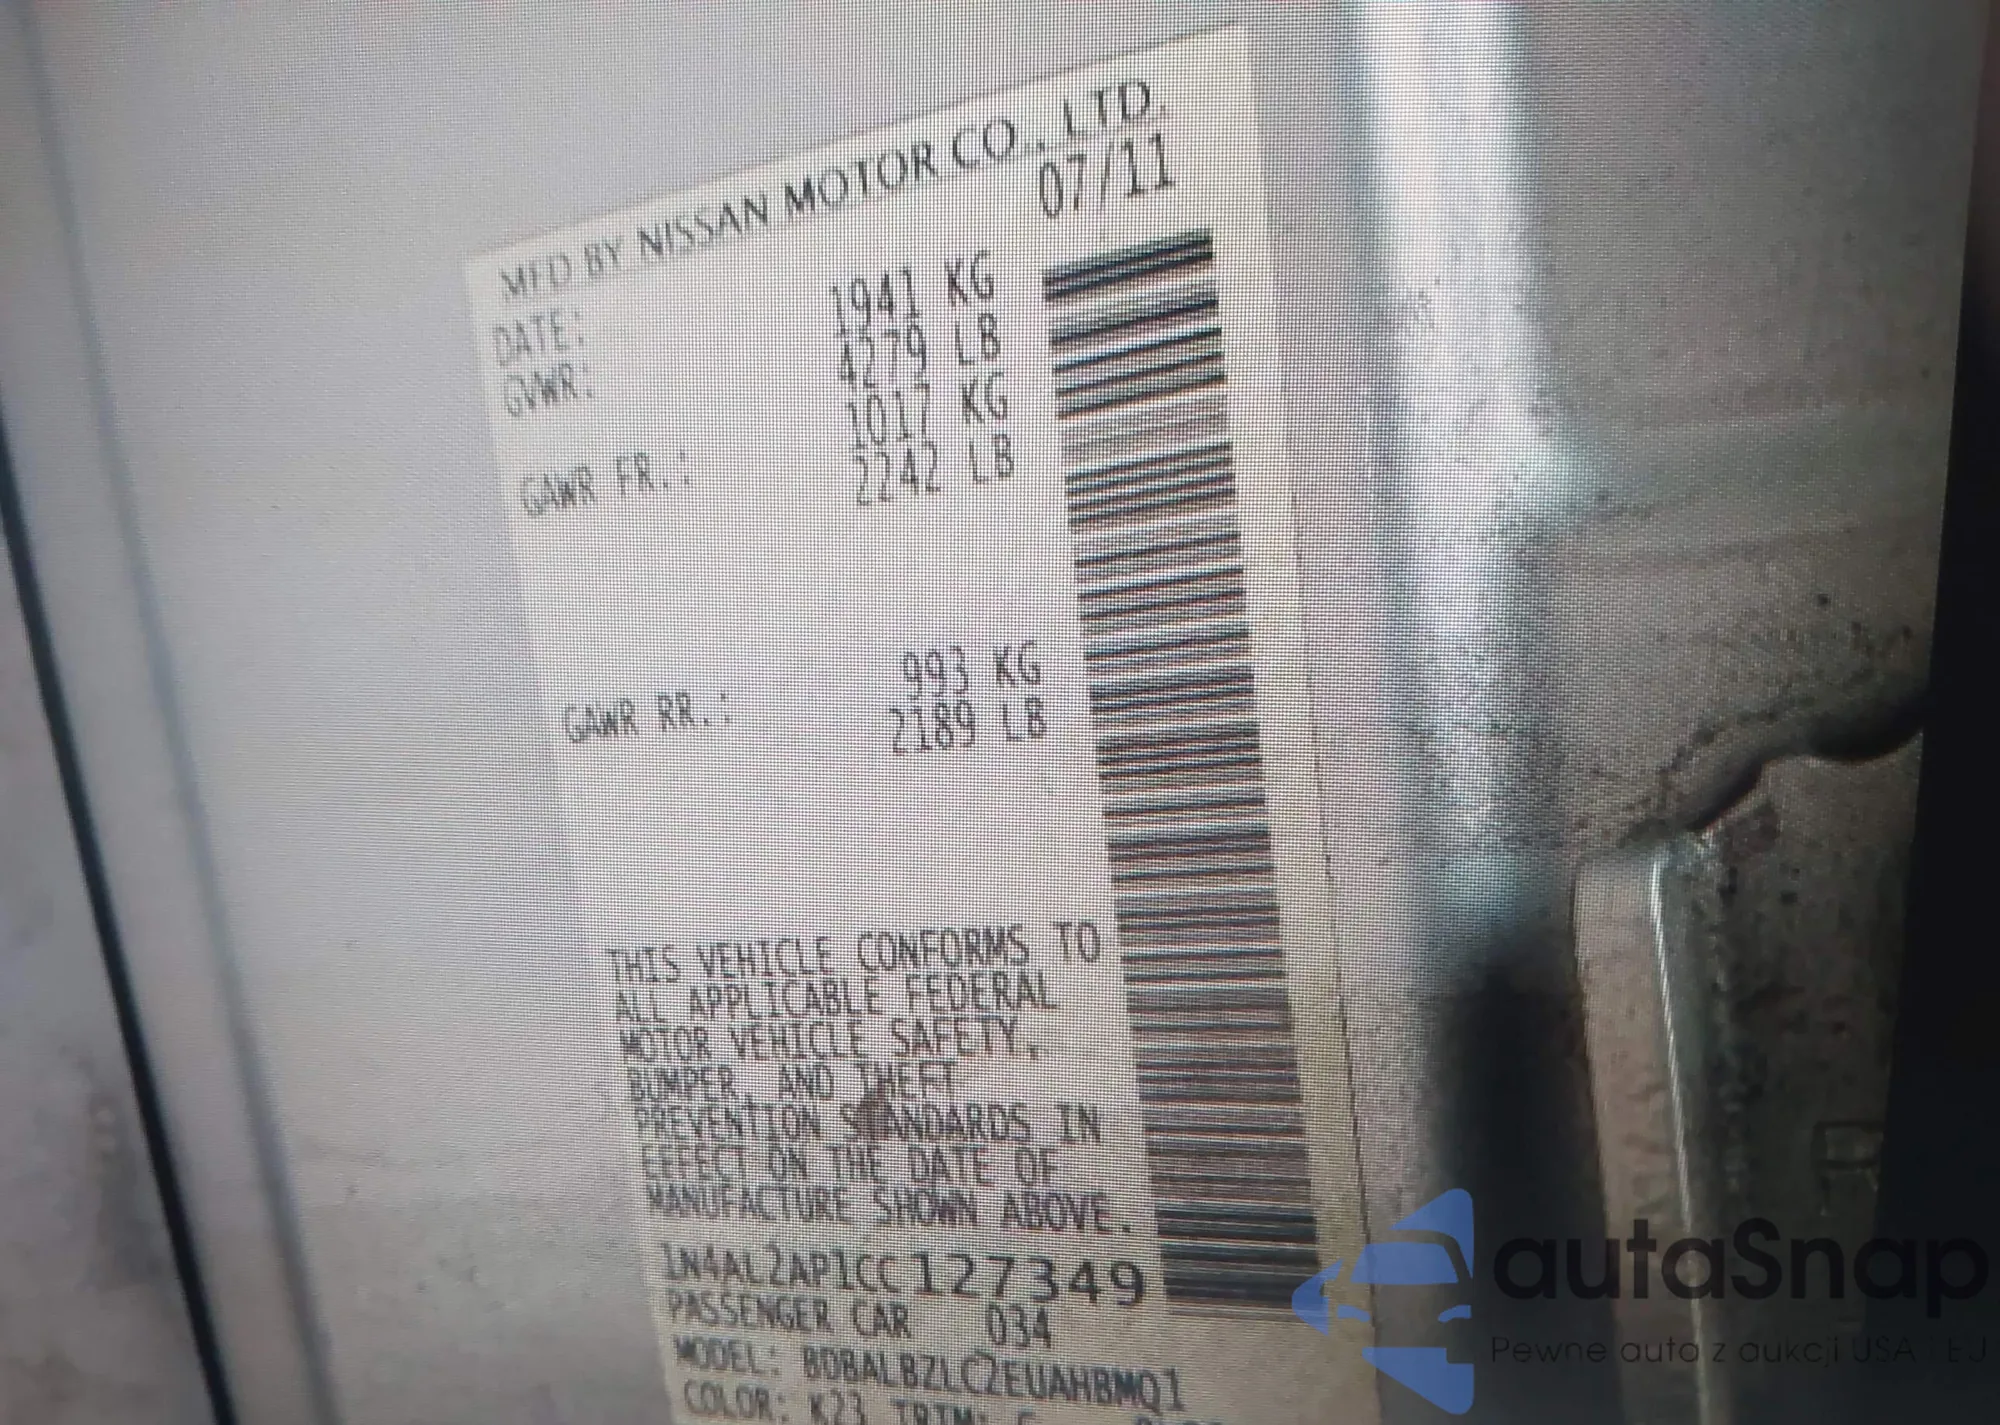 MFD BY NISSAN MOTOR CO., LTD.
DATE: 07/11
GVWR: 1941 KG
4279 LB
GAWR FR.: 1017 KG
2242 LB
GAWR RR.: 993 KG
2189 LB
THIS VEHICLE CONFORMS TO
ALL APPLICABLE FEDERAL
MOTOR VEHICLE SAFETY,
BUMPER, AND THEFT
PREVENTION STANDARDS IN
EFFECT ON THE DATE OF
MANUFACTURE SHOWN ABOVE.
1N4AL2AP1CC127349
PASSENGER CAR 034
MODEL: BDBALBZLC2EUAHBMQ1
COLOR: K23 TRIM: G
autaSnap
Pewne auta z aukcji USA i EU